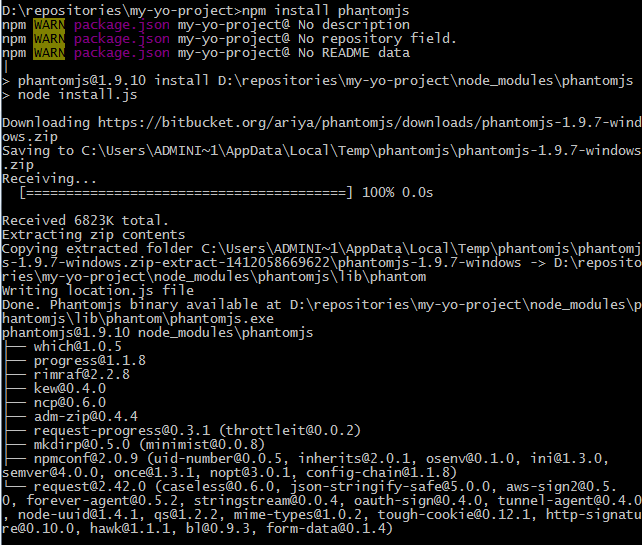 D:\repositories\my-yo-project>npm install phantomjs
npm WARN package.json my-yo-project@ No description
npm WARN package.json my-yo-project@ No repository field.
npm WARN package.json my-yo-project@ No README data
|
> phantomjs@1.9.10 install D:\repositories\my-yo-project\node_modules\phantomjs
> node install.js

Downloading https://bitbucket.org/ariya/phantomjs/downloads/phantomjs-1.9.7-wind
ows.zip
Saving to C:\Users\ADMINI~1\AppData\Local\Temp\phantomjs\phantomjs-1.9.7-windows
.zip
Receiving...
  [========================================] 100% 0.0s

Received 6823K total.
Extracting zip contents
Copying extracted folder C:\Users\ADMINI~1\AppData\Local\Temp\phantomjs\phantomj
s-1.9.7-windows.zip-extract-1412058669622\phantomjs-1.9.7-windows -> D:\reposito
ries\my-yo-project\node_modules\phantomjs\lib\phantom
Writing location.js file
Done. Phantomjs binary available at D:\repositories\my-yo-project\node_modules\p
hantomjs\lib\phantom\phantomjs.exe
phantomjs@1.9.10 node_modules\phantomjs
├── which@1.0.5
├── progress@1.1.8
├── rimraf@2.2.8
├── kew@0.4.0
├── ncp@0.6.0
├── adm-zip@0.4.4
├── request-progress@0.3.1 (throttleit@0.0.2)
├── mkdirp@0.5.0 (minimist@0.0.8)
├── npmconf@2.0.9 (uid-number@0.0.5, inherits@2.0.1, osenv@0.1.0, ini@1.3.0,
semver@4.0.0, once@1.3.1, nopt@3.0.1, config-chain@1.1.8)
└── request@2.42.0 (caseless@0.6.0, json-stringify-safe@5.0.0, aws-sign2@0.5.
0, forever-agent@0.5.2, stringstream@0.0.4, oauth-sign@0.4.0, tunnel-agent@0.4.0
, node-uuid@1.4.1, qs@1.2.2, mime-types@1.0.2, tough-cookie@0.12.1, http-signatu
re@0.10.0, hawk@1.1.1, bl@0.9.3, form-data@0.1.4)